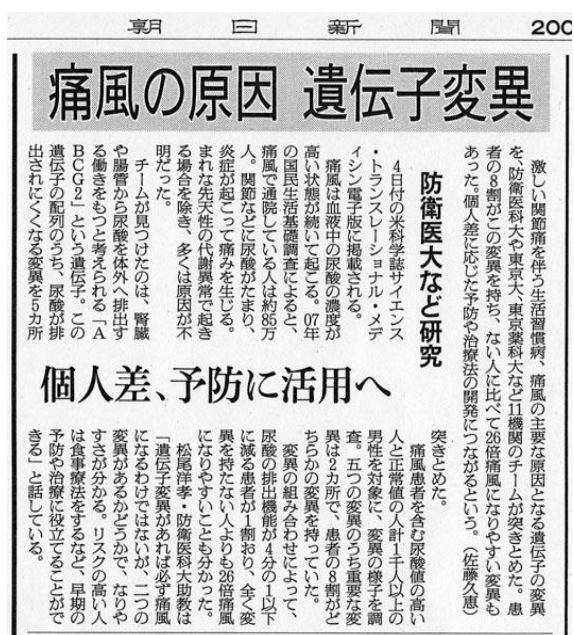 朝日新聞 200
痛風の原因 遺伝子変異
激しい関節痛を伴う生活習慣病、痛風の主要な原因となる遺伝子の変異
を、防衛医科大や東京大、東京薬科大など11機関のチームが突きとめた。患
者の8割がこの変異を持ち、ない人に比べて26倍痛風になりやすい変異も
あった。個人差に応じた予防や治療法の開発につながるという。(佐藤久恵)
防衛医大など研究
4日付の米科学誌サイエンス
・トランスレーショナル・メデ
ィシン電子版に掲載される。
痛風は血液中の尿酸の濃度が
高い状態が続いて起こる。07年
の国民生活基礎調査によると、
痛風で通院している人は約85万
人。関節などに尿酸がたまり、
炎症が起こって痛みを生じる。
まれな先天性の代謝異常で起き
る場合を除き、多くは原因が不
明だった。
チームが見つけたのは、腎臓
や腸管から尿酸を体外へ排出す
る働きをもつと考えられる「A
BCG2」という遺伝子。この
遺伝子の配列のうち、尿酸が排
出されにくくなる変異を5カ所
個人差、予防に活用へ
突きとめた。
痛風患者を含む尿酸値の高い
人と正常値の人計1千人以上の
男性を対象に、変異の様子を調
査。五つの変異のうち重要な変
異は2カ所で、患者の8割がど
ちらかの変異を持っていた。
変異の組み合わせによって、
尿酸の排出機能が4分の1以下
に減る患者が1割おり、全く変
異を持たない人よりも26倍痛風
になりやすいことも分かった。
松尾洋孝・防衛医科大助教は
「遺伝子変異があれば必ず痛風
になるわけではないが、二つの
変異があるかどうかで、なりや
すさが分かる。リスクの高い人
は食事療法をするなど、早期の
予防や治療に役立てることがで
きる」と話している。